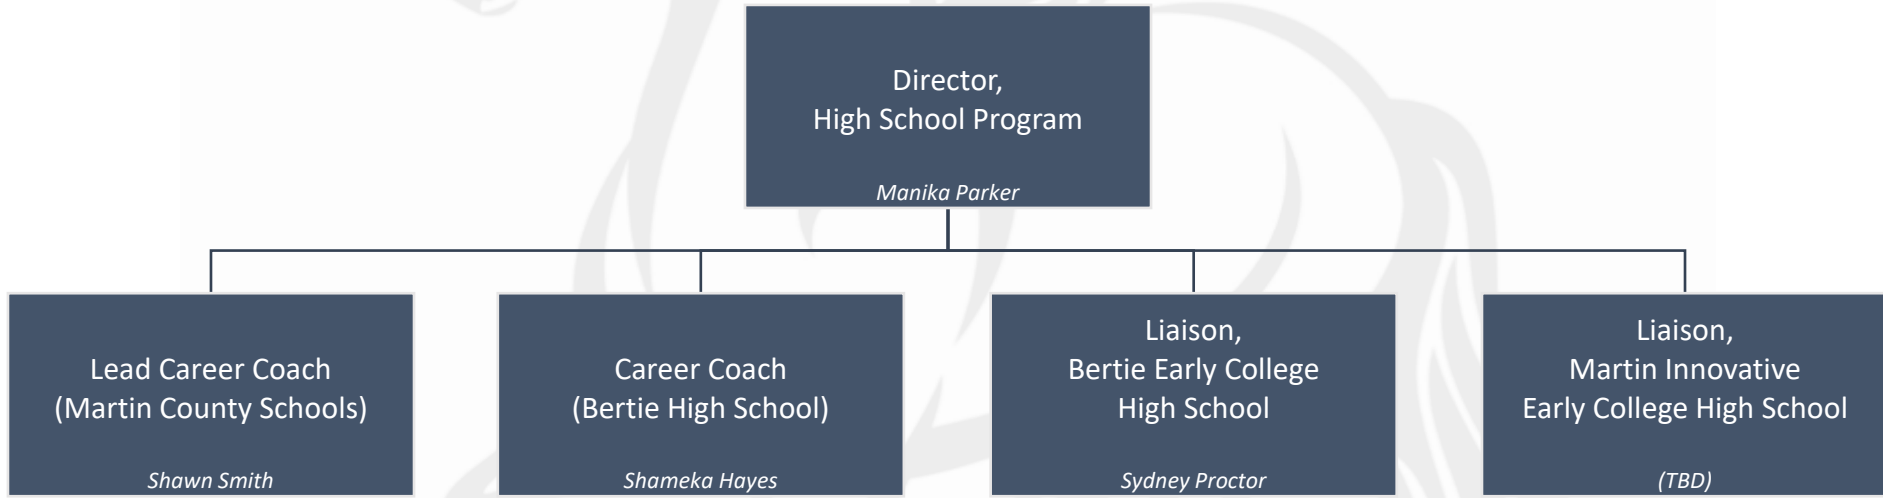 Director,
High School Program
Manika Parker
Lead Career Coach
(Martin County Schools)
Shawn Smith
Career Coach
(Bertie High School)
Shameka Hayes
Liaison,
Bertie Early College
High School
Sydney Proctor
Liaison,
Martin Innovative
Early College High School
(TBD)